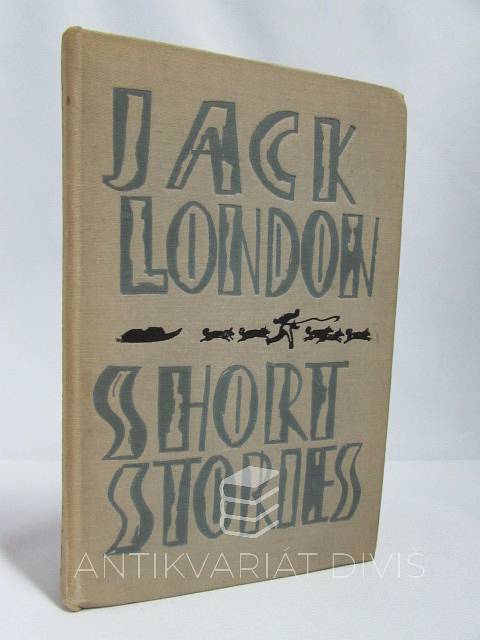 JACK
LONDON
SHORT
STORIES
ANTIKVARIÁT DIVIŠ